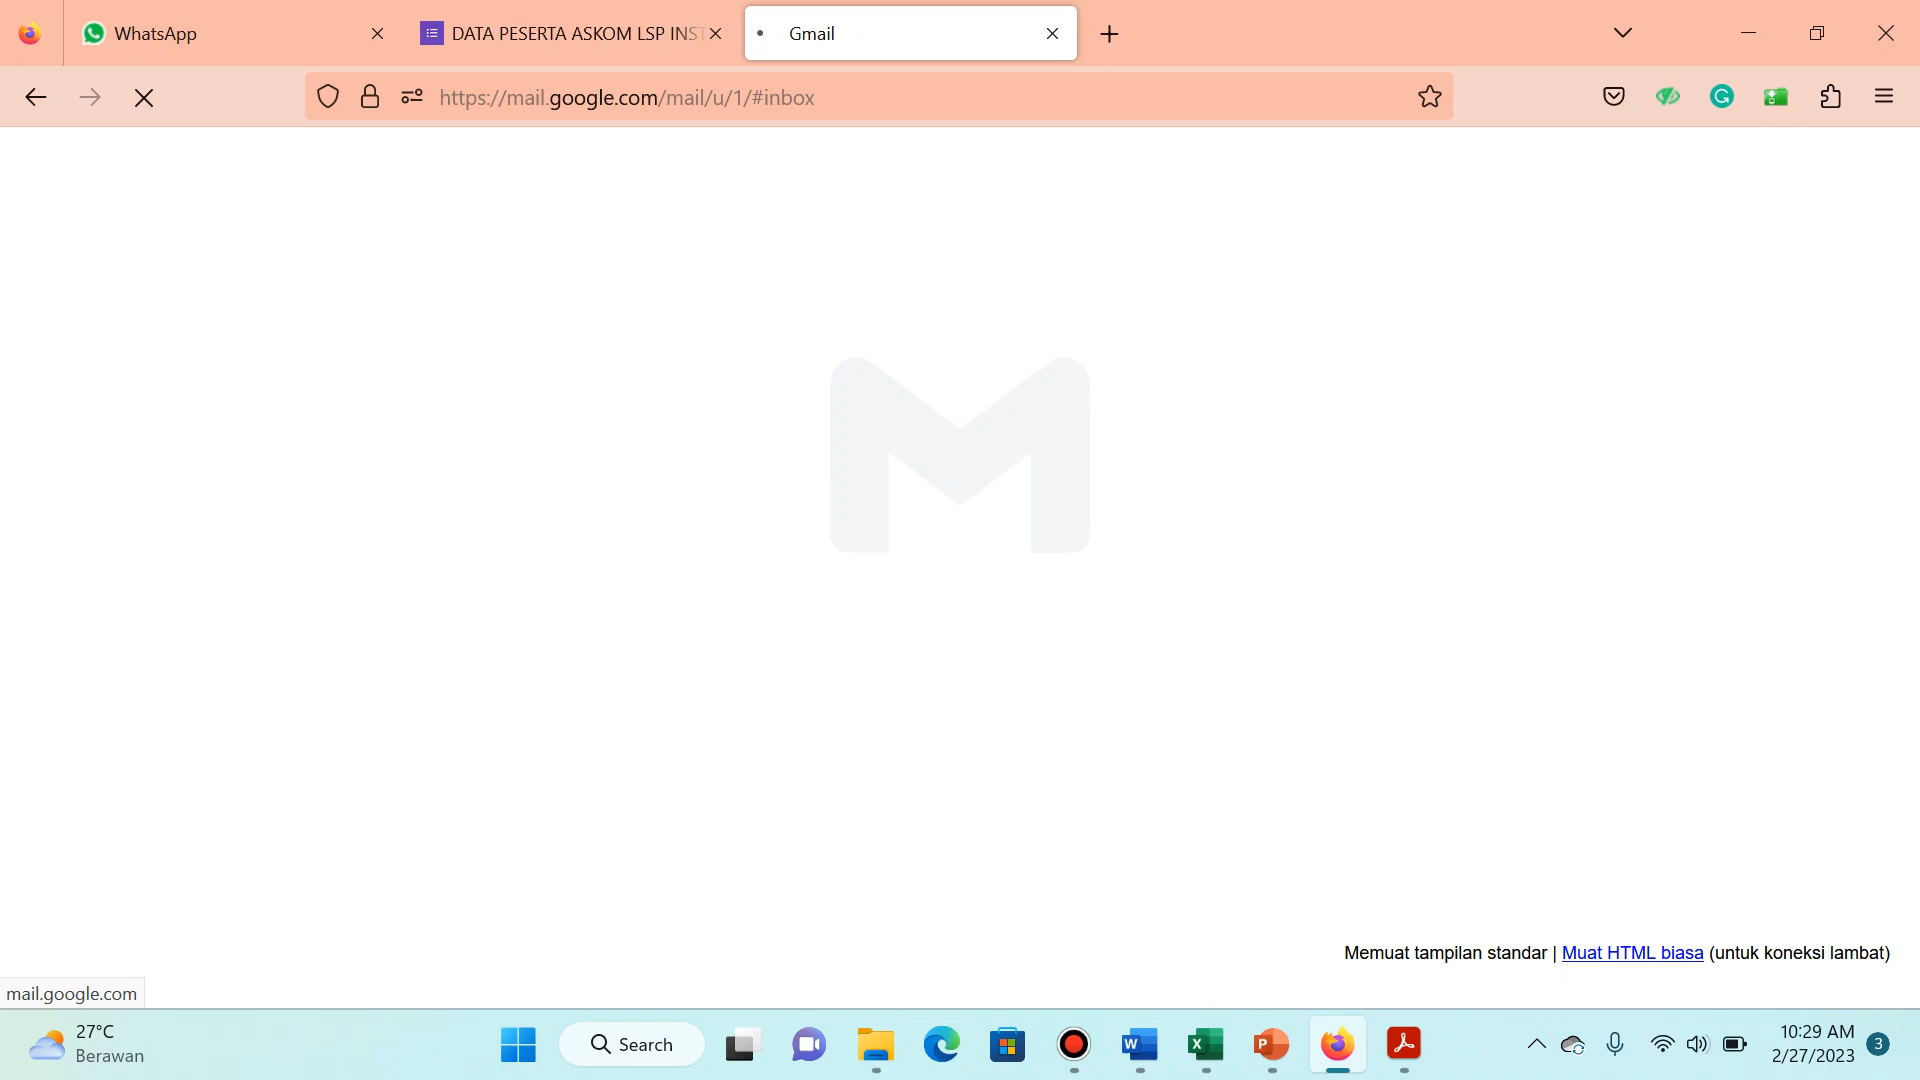 WhatsApp
DATA PESERTA ASKOM LSP INST
Gmail
https://mail.google.com/mail/u/1/#inbox
Memuat tampilan standar | Muat HTML biasa (untuk koneksi lambat)
mail.google.com
27°C
Berawan
Search
10:29 AM
2/27/2023
3